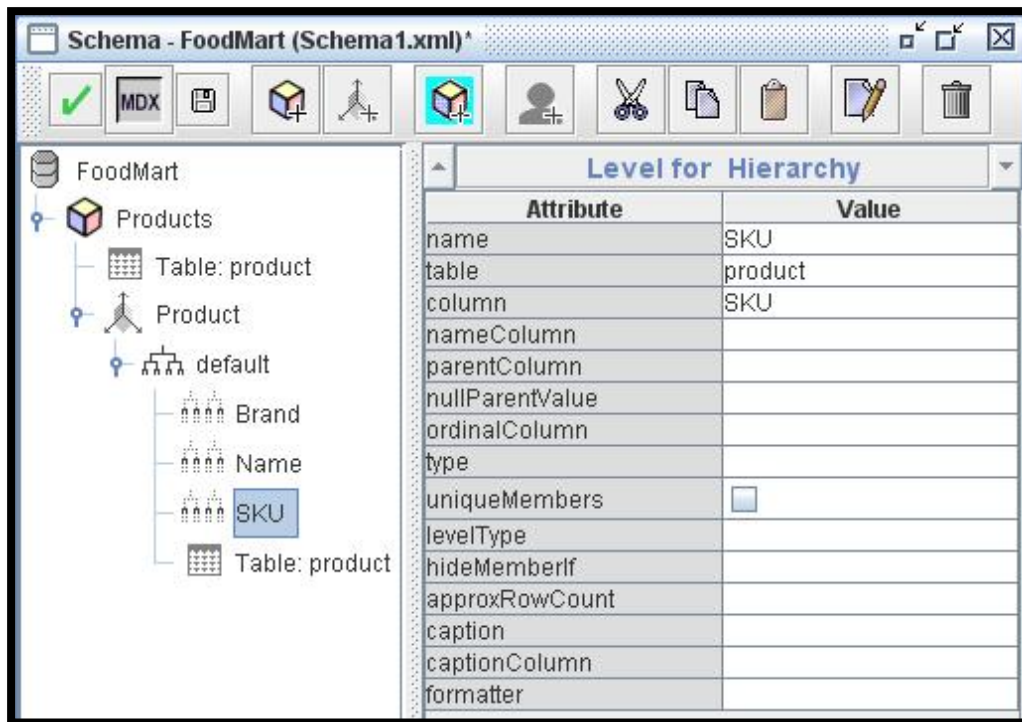 Schema - FoodMart (Schema1.xml)*
MDX
FoodMart
Products
Table: product
Product
default
Brand
Name
SKU
Table: product
Level for Hierarchy
Attribute Value
name SKU
table product
column SKU
nameColumn
parentColumn
nullParentValue
ordinalColumn
type
uniqueMembers
levelType
hideMemberIf
approxRowCount
caption
captionColumn
formatter